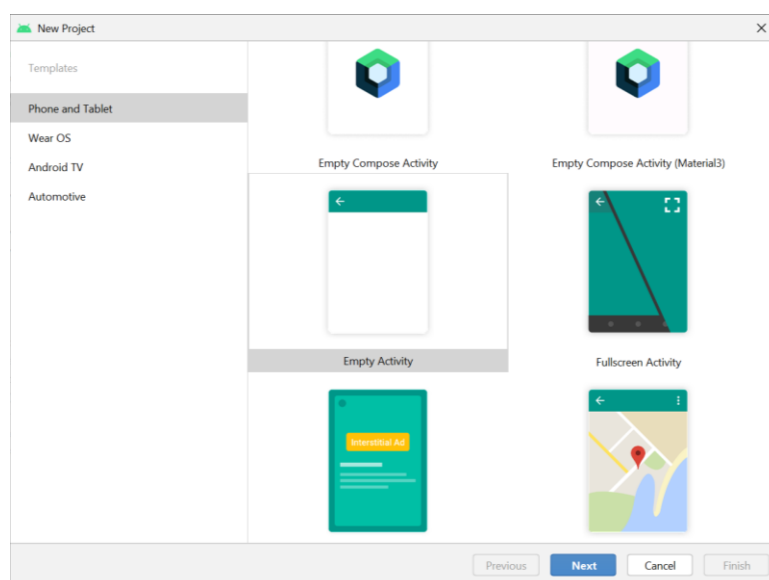 New Project
Templates
Phone and Tablet
Wear OS
Android TV
Automotive
Empty Compose Activity
Empty Compose Activity (Material3)
Empty Activity
Fullscreen Activity
Interstitial Ad
Previous
Next
Cancel
Finish